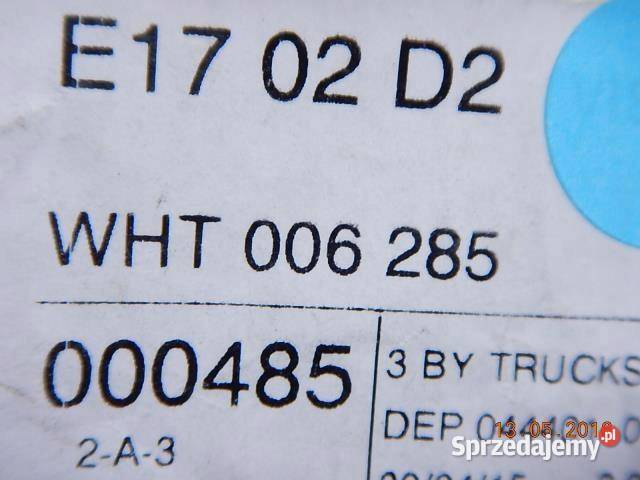 E17 02 D2
WHT 006 285
000485
3 BY TRUCKS
2-A-3
DEP
13.05.2016
Sprzedajemy.pl